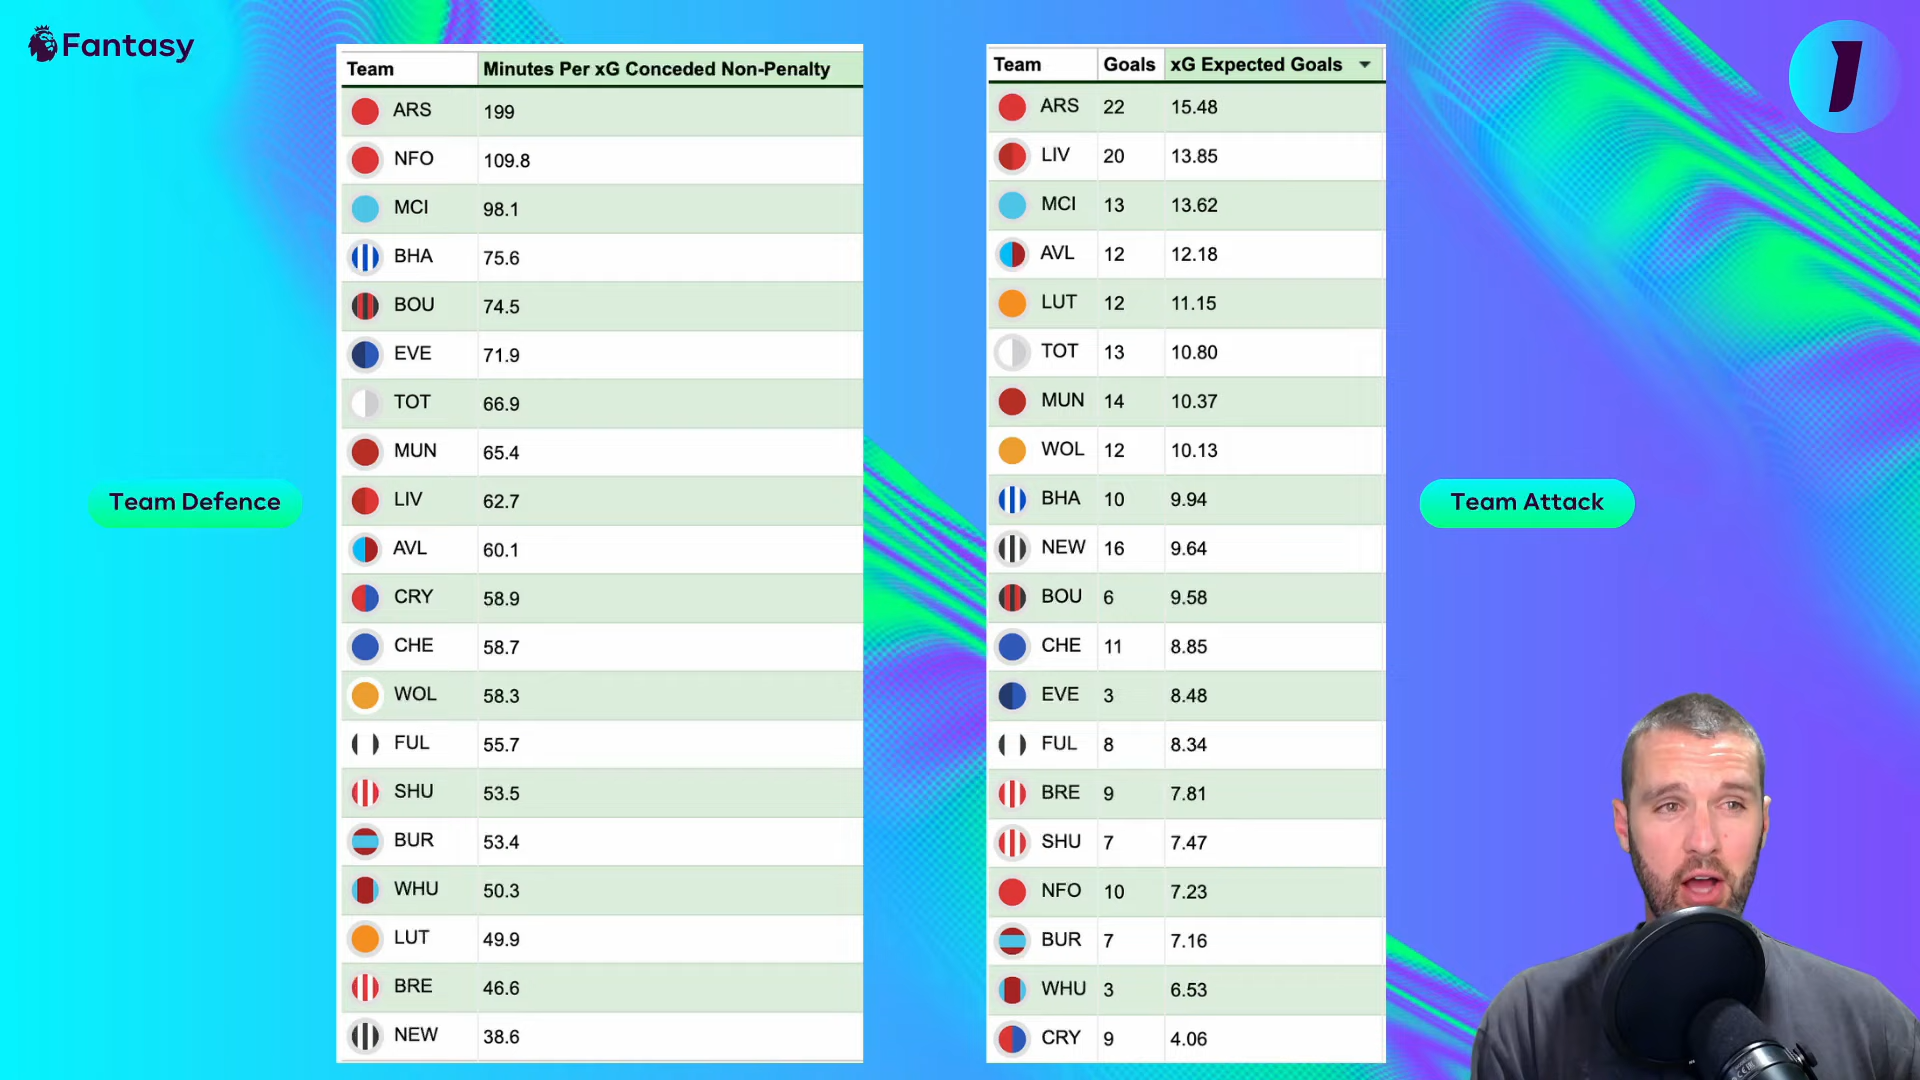 Fantasy
Team Minutes Per xG Conceded Non-Penalty
ARS 199
NFO 109.8
MCI 98.1
BHA 75.6
BOU 74.5
EVE 71.9
TOT 66.9
MUN 65.4
LIV 62.7
AVL 60.1
CRY 58.9
CHE 58.7
WOL 58.3
FUL 55.7
SHU 53.5
BUR 53.4
WHU 50.3
LUT 49.9
BRE 46.6
NEW 38.6
Team Defence
Team Goals xG Expected Goals
ARS 22 15.48
LIV 20 13.85
MCI 13 13.62
AVL 12 12.18
LUT 12 11.15
TOT 13 10.80
MUN 14 10.37
WOL 12 10.13
BHA 10 9.94
NEW 16 9.64
BOU 6 9.58
CHE 11 8.85
EVE 3 8.48
FUL 8 8.34
BRE 9 7.81
SHU 7 7.47
NFO 10 7.23
BUR 7 7.16
WHU 3 6.53
CRY 9 4.06
Team Attack